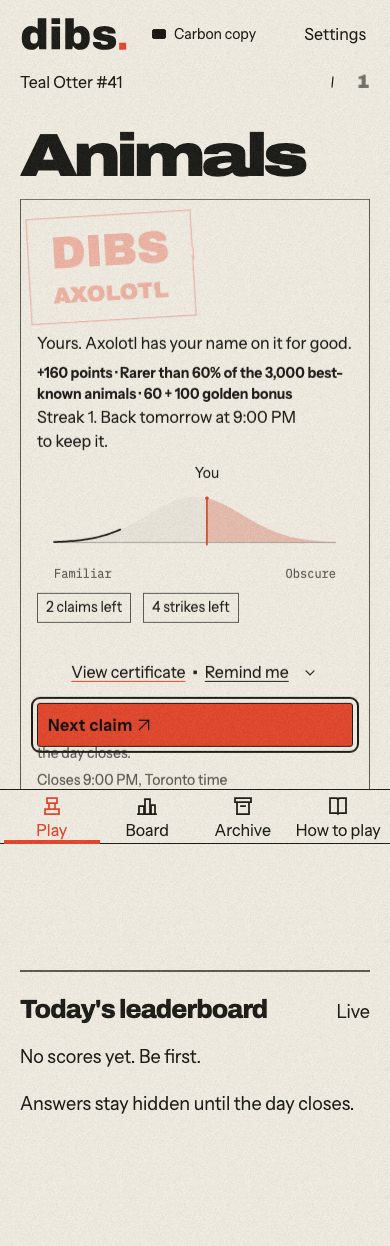 dibs.
Carbon copy
Settings
Teal Otter #41
1
Animals
DIBS
AXOLOTL
Yours. Axolotl has your name on it for good.
+160 points · Rarer than 60% of the 3,000 best-
known animals · 60 + 100 golden bonus
Streak 1. Back tomorrow at 9:00 PM
to keep it.
You
Familiar
Obscure
2 claims left
4 strikes left
View certificate · Remind me
Next claim ↗
the day closes.
Closes 9:00 PM, Toronto time
Play
Board
Archive
How to play
Today's leaderboard
Live
No scores yet. Be first.
Answers stay hidden until the day closes.